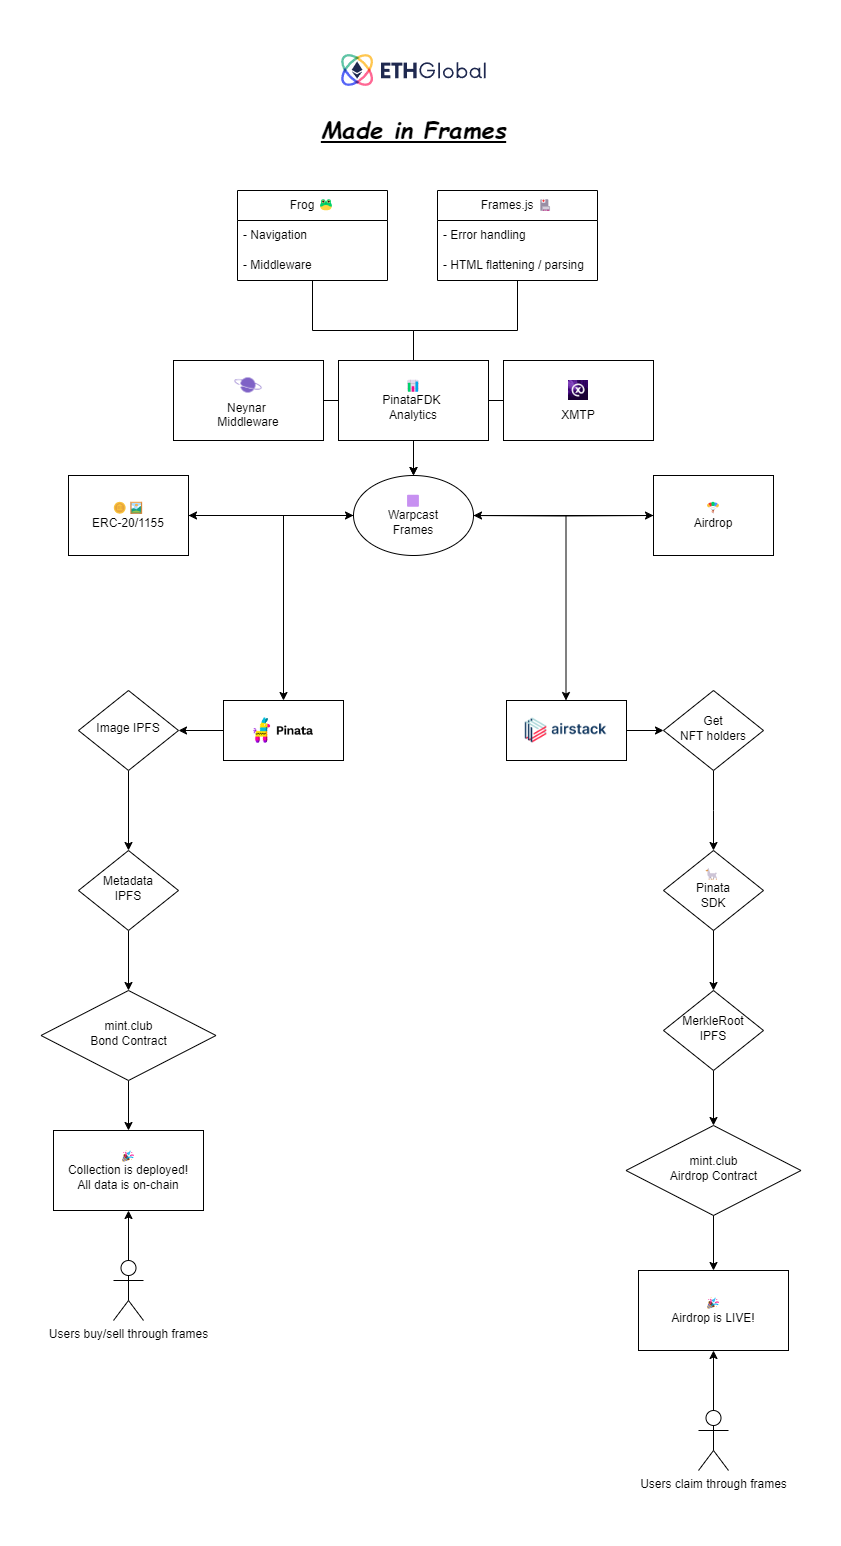 ETHGlobal
Made in Frames
Frog
- Navigation
- Middleware
Frames.js
- Error handling
- HTML flattening / parsing
Neynar
Middleware
PinataFDK
Analytics
XMTP
ERC-20/1155
Warpcast
Frames
Airdrop
Image IPFS
Pinata
airstack
Get
NFT holders
Metadata
IPFS
Pinata
SDK
mint.club
Bond Contract
MerkleRoot
IPFS
Collection is deployed!
All data is on-chain
mint.club
Airdrop Contract
Users buy/sell through frames
Airdrop is LIVE!
Users claim through frames